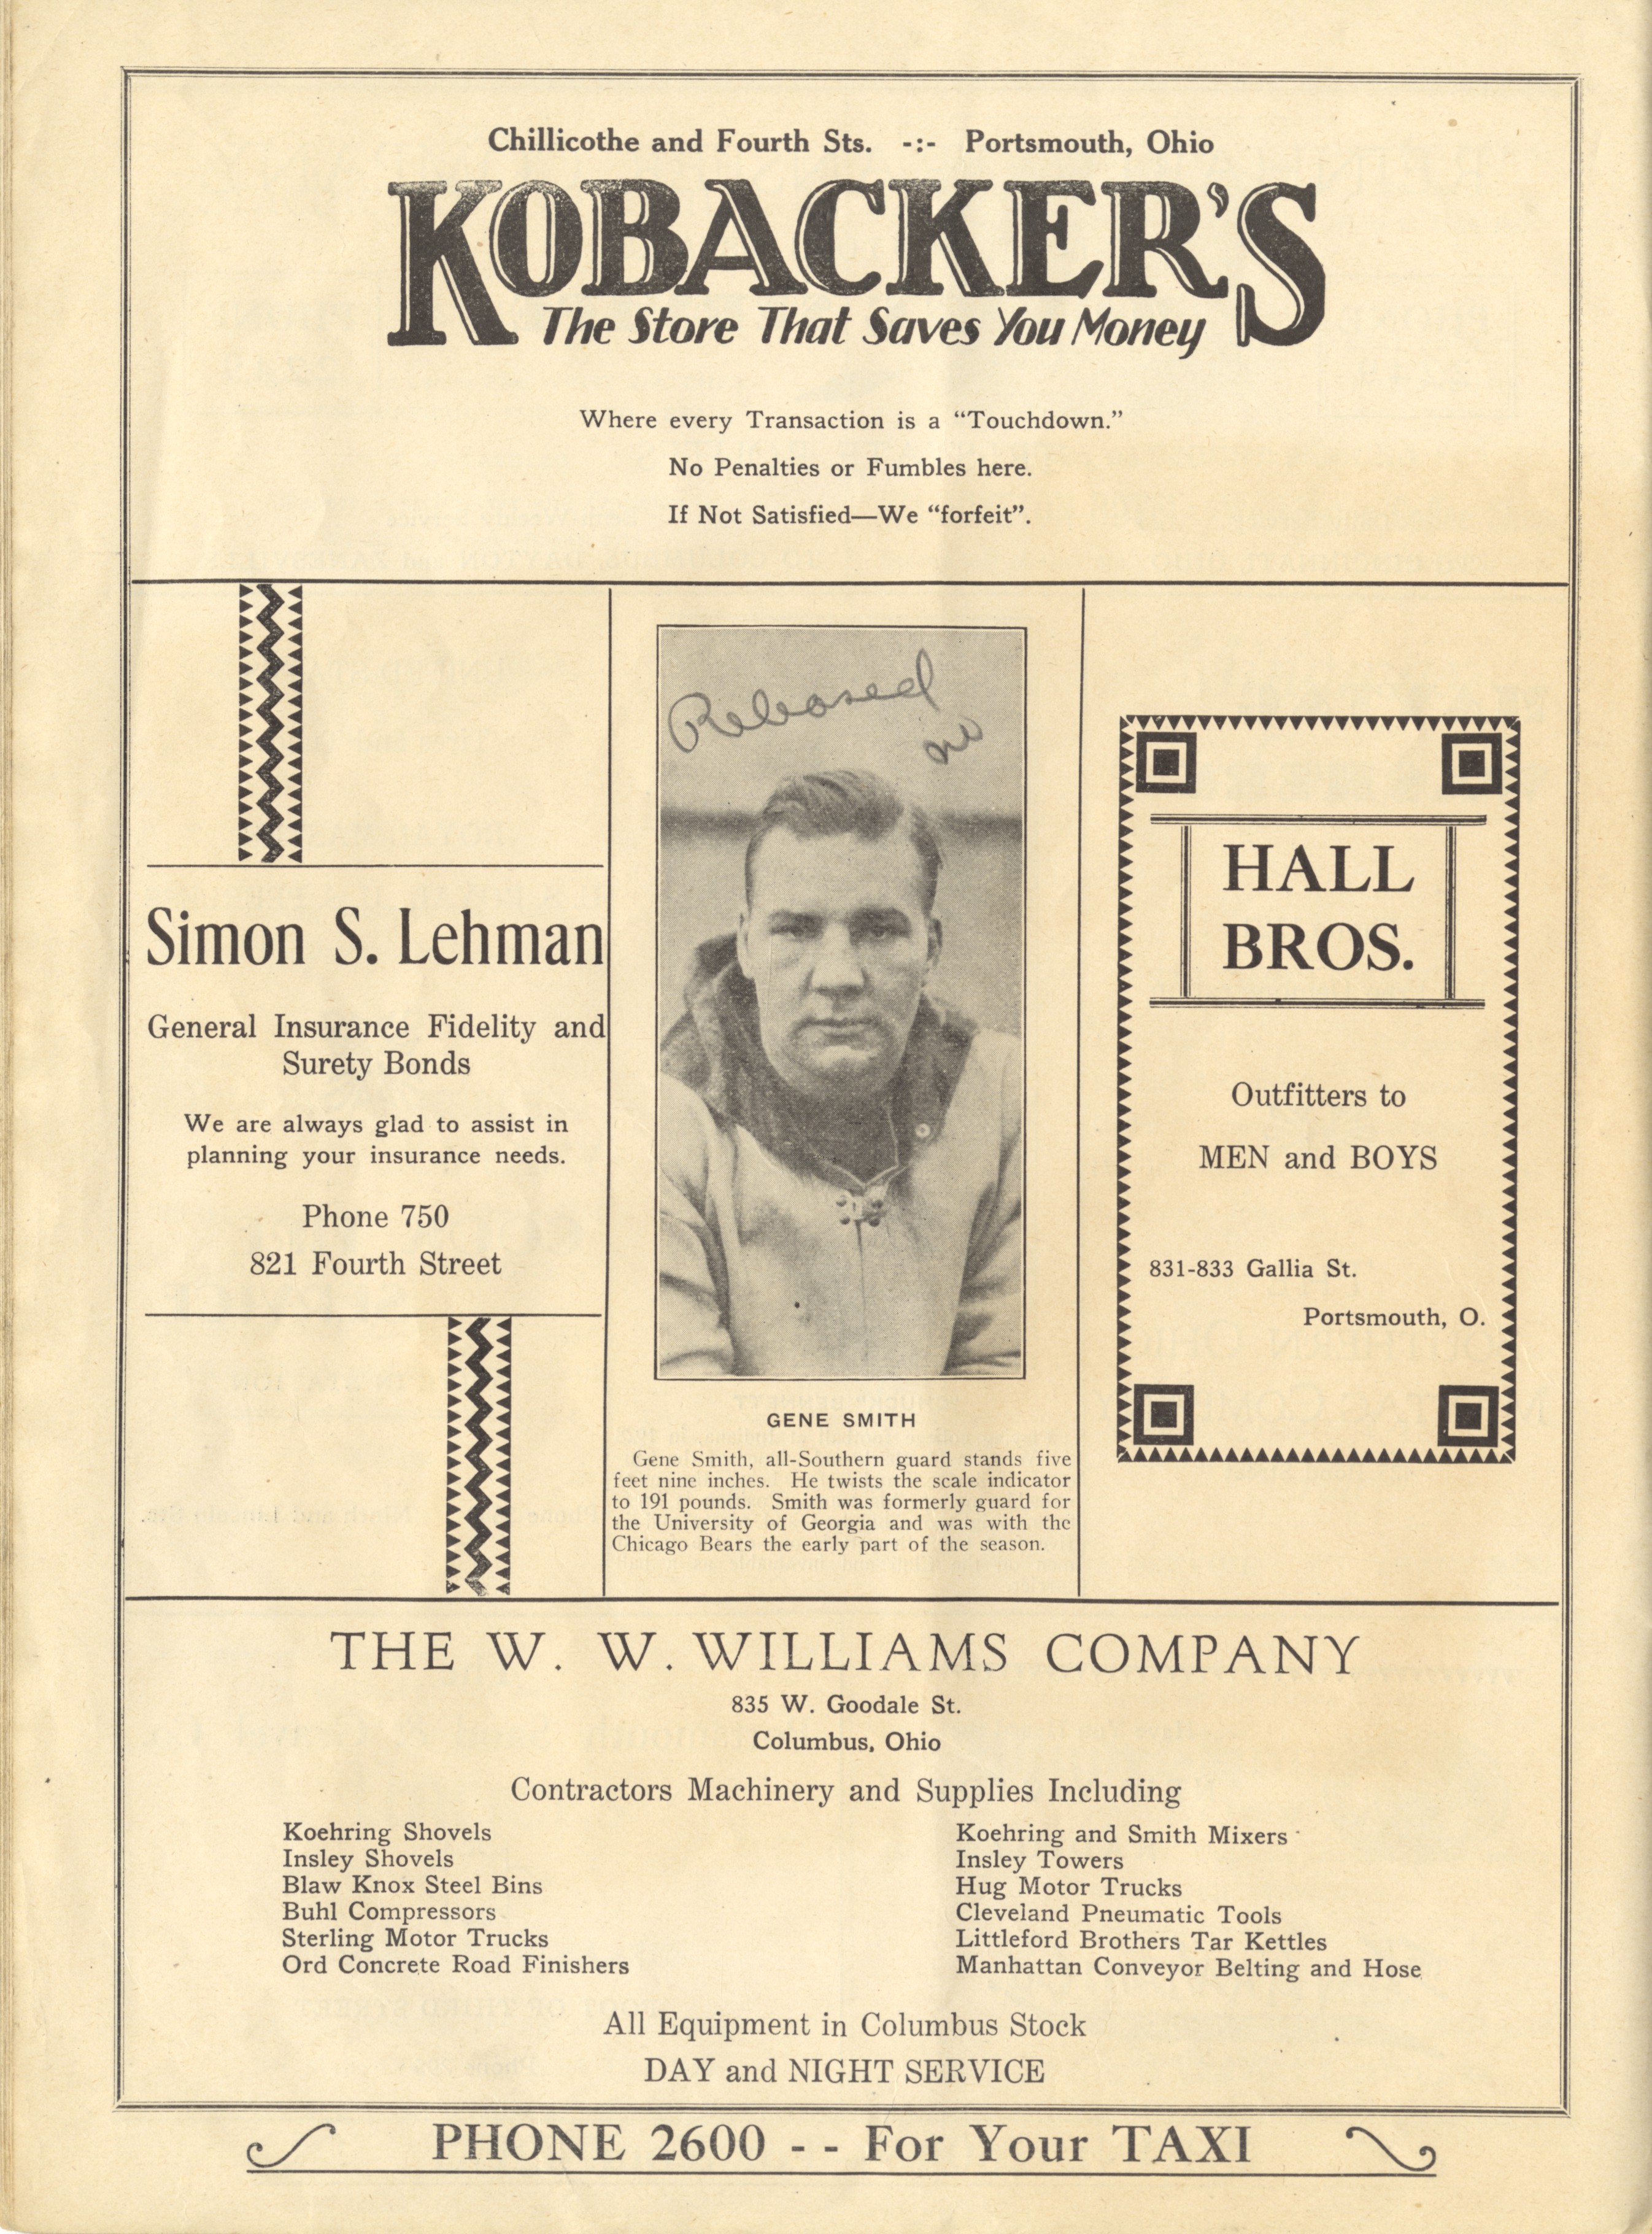 Chillicothe and Fourth Sts. -:- Portsmouth, Ohio
KOBACKER'S
The Store That Saves You Money
Where every Transaction is a “Touchdown.”
No Penalties or Fumbles here.
If Not Satisfied—We “forfeit”.
Simon S. Lehman
General Insurance Fidelity and
Surety Bonds
We are always glad to assist in
planning your insurance needs.
Phone 750
821 Fourth Street
Released
GENE SMITH
Gene Smith, all-Southern guard stands five
feet nine inches. He twists the scale indicator
to 191 pounds. Smith was formerly guard for
the University of Georgia and was with the
Chicago Bears the early part of the season.
HALL
BROS.
Outfitters to
MEN and BOYS
831-833 Gallia St.
Portsmouth, O.
THE W. W. WILLIAMS COMPANY
835 W. Goodale St.
Columbus, Ohio
Contractors Machinery and Supplies Including
Koehring Shovels
Insley Shovels
Blaw Knox Steel Bins
Buhl Compressors
Sterling Motor Trucks
Ord Concrete Road Finishers
Koehring and Smith Mixers
Insley Towers
Hug Motor Trucks
Cleveland Pneumatic Tools
Littleford Brothers Tar Kettles
Manhattan Conveyor Belting and Hose
All Equipment in Columbus Stock
DAY and NIGHT SERVICE
PHONE 2600 - - For Your TAXI